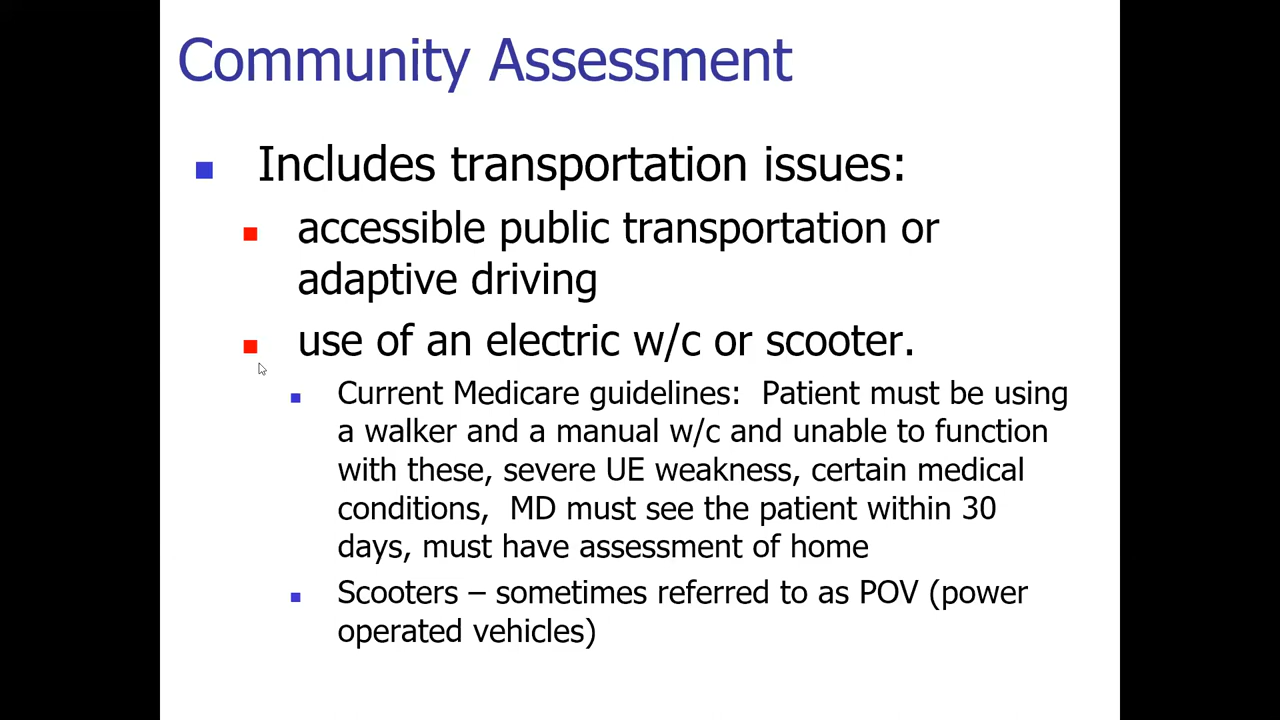 Community Assessment
Includes transportation issues:
accessible public transportation or
adaptive driving
use of an electric w/c or scooter.
Current Medicare guidelines:  Patient must be using
a walker and a manual w/c and unable to function
with these, severe UE weakness, certain medical
conditions,  MD must see the patient within 30
days, must have assessment of home
Scooters – sometimes referred to as POV (power
operated vehicles)